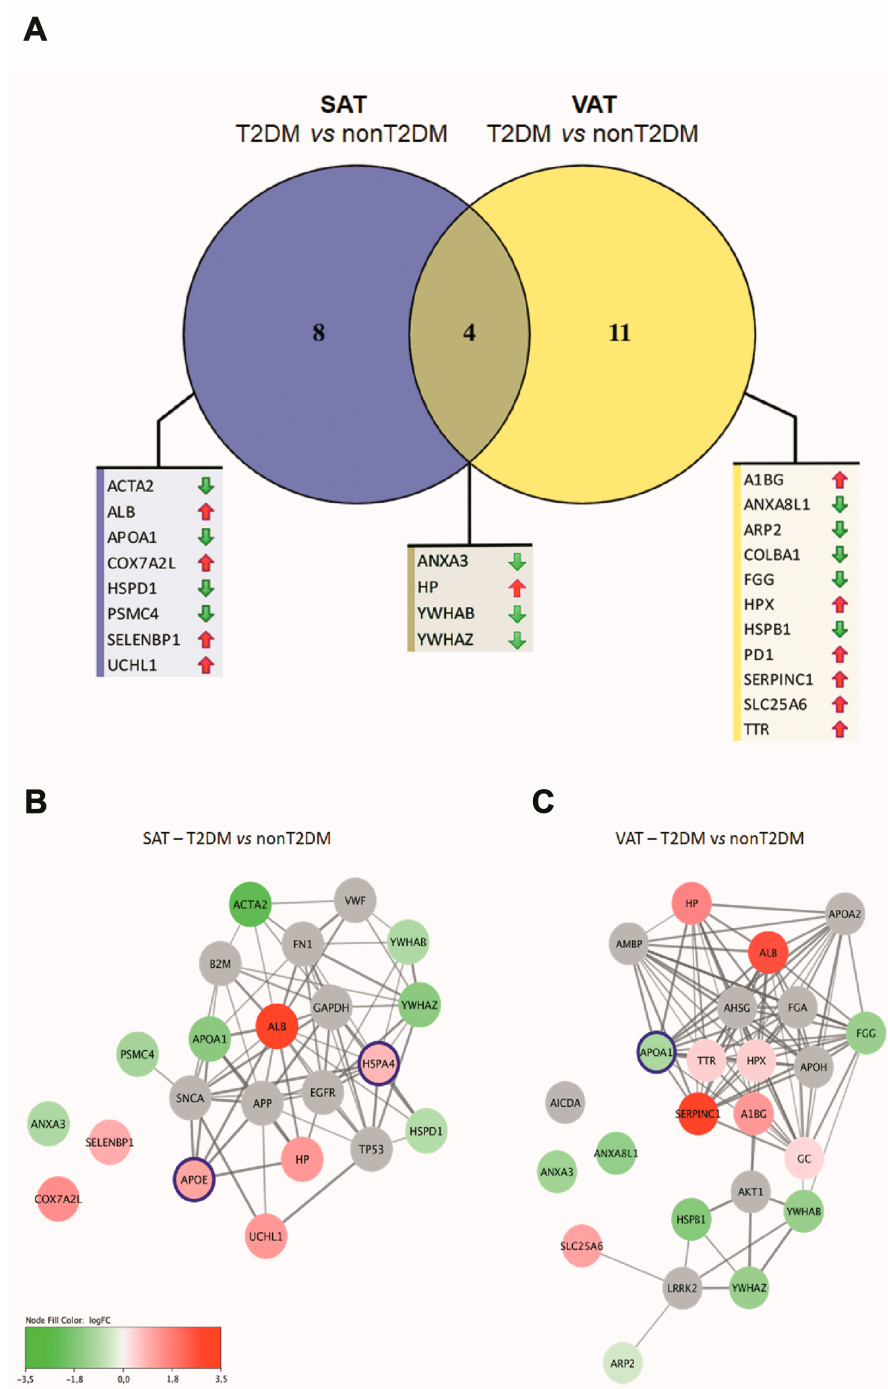 A
SAT
T2DM vs nonT2DM
VAT
T2DM vs nonT2DM
8
4
11
ACTA2
ALB
APOA1
COX7A2L
HSPD1
PSMC4
SELENBP1
UCHL1
ANXA3
HP
YWHAB
YWHAZ
A1BG
ANXA8L1
ARP2
COLBA1
FGG
HPX
HSPB1
PD1
SERPINC1
SLC25A6
TTR
B
SAT – T2DM vs nonT2DM
ACTA2
VWF
FN1
YWHAB
B2M
GAPDH
YWHAZ
ALB
APOA1
PSMC4
HSPA4
SNCA
APP
EGFR
ANXA3
SELENBP1
HSPD1
TP53
HP
APOE
COX7A2L
UCHL1
Node Fill Color: logFC
-3,5
-1,8
0,0
1,8
3.5
C
VAT – T2DM vs nonT2DM
HP
APOA2
AMBP
ALB
AHSG
FGA
FGG
APOA1
TTR
HPX
APOH
AICDA
SERPINC1
A1BG
ANXA8L1
GC
ANXA3
AKT1
YWHAB
HSPB1
SLC25A6
LRRK2
YWHAZ
ARP2